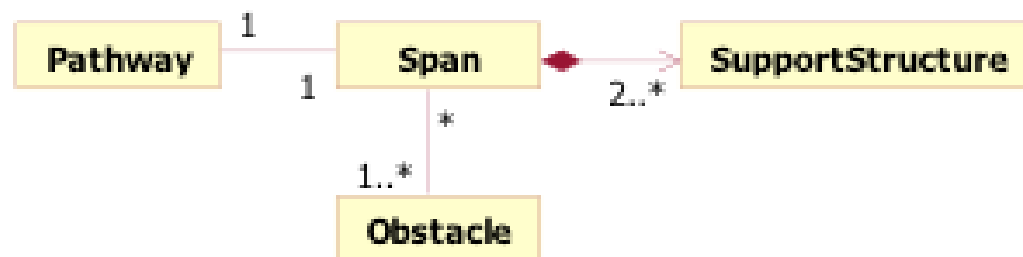 1
Pathway Span SupportStructure
1 2..*
*
1..*
Obstacle